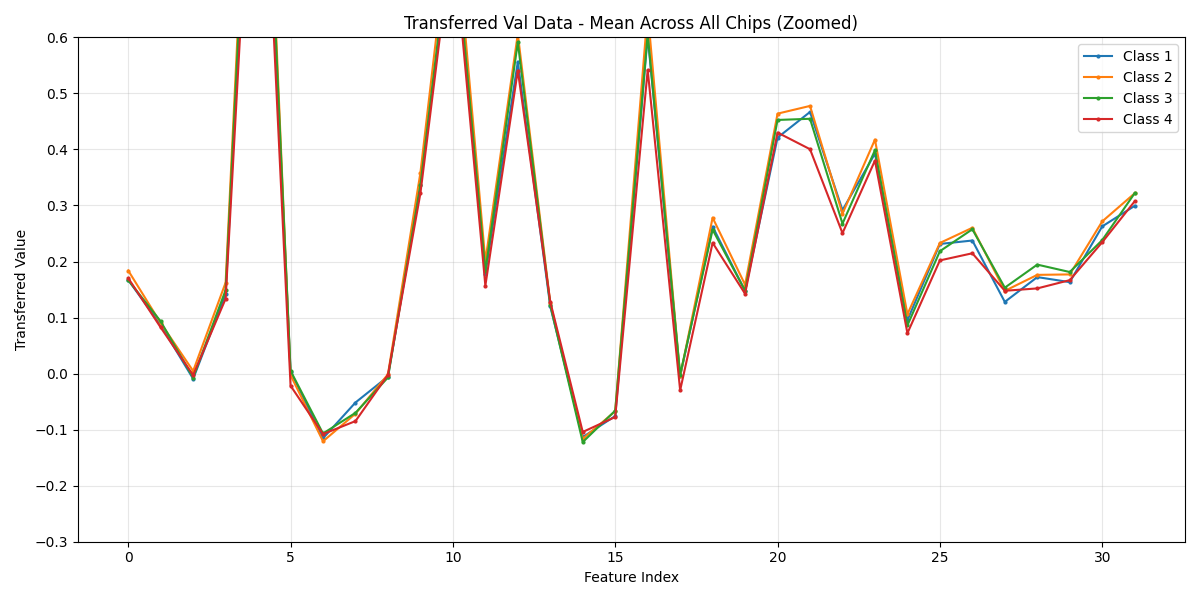 Transferred Val Data - Mean Across All Chips (Zoomed)
Transferred Value
0.6
0.5
0.4
0.3
0.2
0.1
0.0
−0.1
−0.2
−0.3
Class 1
Class 2
Class 3
Class 4
0 5 10 15 20 25 30
Feature Index